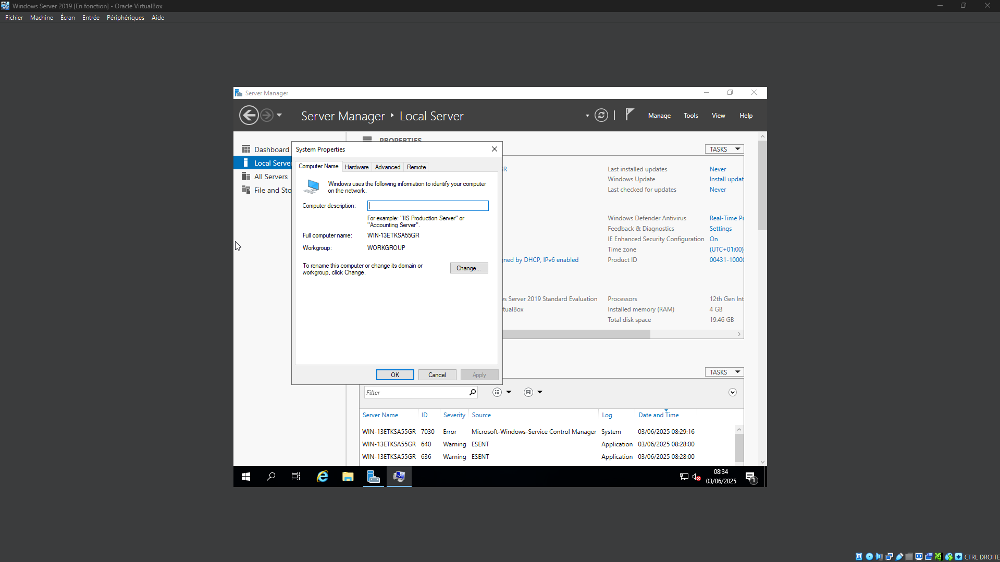 Windows Server 2019 [En fonction] - Oracle VirtualBox
Fichier Machine Écran Entrée Périphériques Aide
Server Manager
Server Manager Local Server
Manage Tools View Help
PROPERTIES
TASKS
Dashboard
Local Serve
All Servers
File and Sto
System Properties
Computer Name Hardware Advanced Remote
Windows uses the following information to identify your computer
on the network.
Computer description:
For example: "IIS Production Server" or
"Accounting Server".
Full computer name: WIN-13ETKSA55GR
Workgroup: WORKGROUP
To rename this computer or change its domain or
workgroup, click Change.
Change...
OK Cancel Apply
R
Last installed updates Never
Windows Update Install updat
Last checked for updates Never
Windows Defender Antivirus Real-Time Pr
Feedback & Diagnostics Settings
IE Enhanced Security Configuration On
Time zone (UTC+01:00)
ned by DHCP, IPv6 enabled Product ID 00431-1000
s Server 2019 Standard Evaluation Processors 12th Gen Int
tualBox Installed memory (RAM) 4 GB
Total disk space 19.46 GB
TASKS
Filter
Server Name ID Severity Source Log Date and Time
WIN-13ETKSA55GR 7030 Error Microsoft-Windows-Service Control Manager System 03/06/2025 08:29:16
WIN-13ETKSA55GR 640 Warning ESENT Application 03/06/2025 08:28:00
WIN-13ETKSA55GR 636 Warning ESENT Application 03/06/2025 08:28:00
08:34
03/06/2025
1
CTRL DROITE